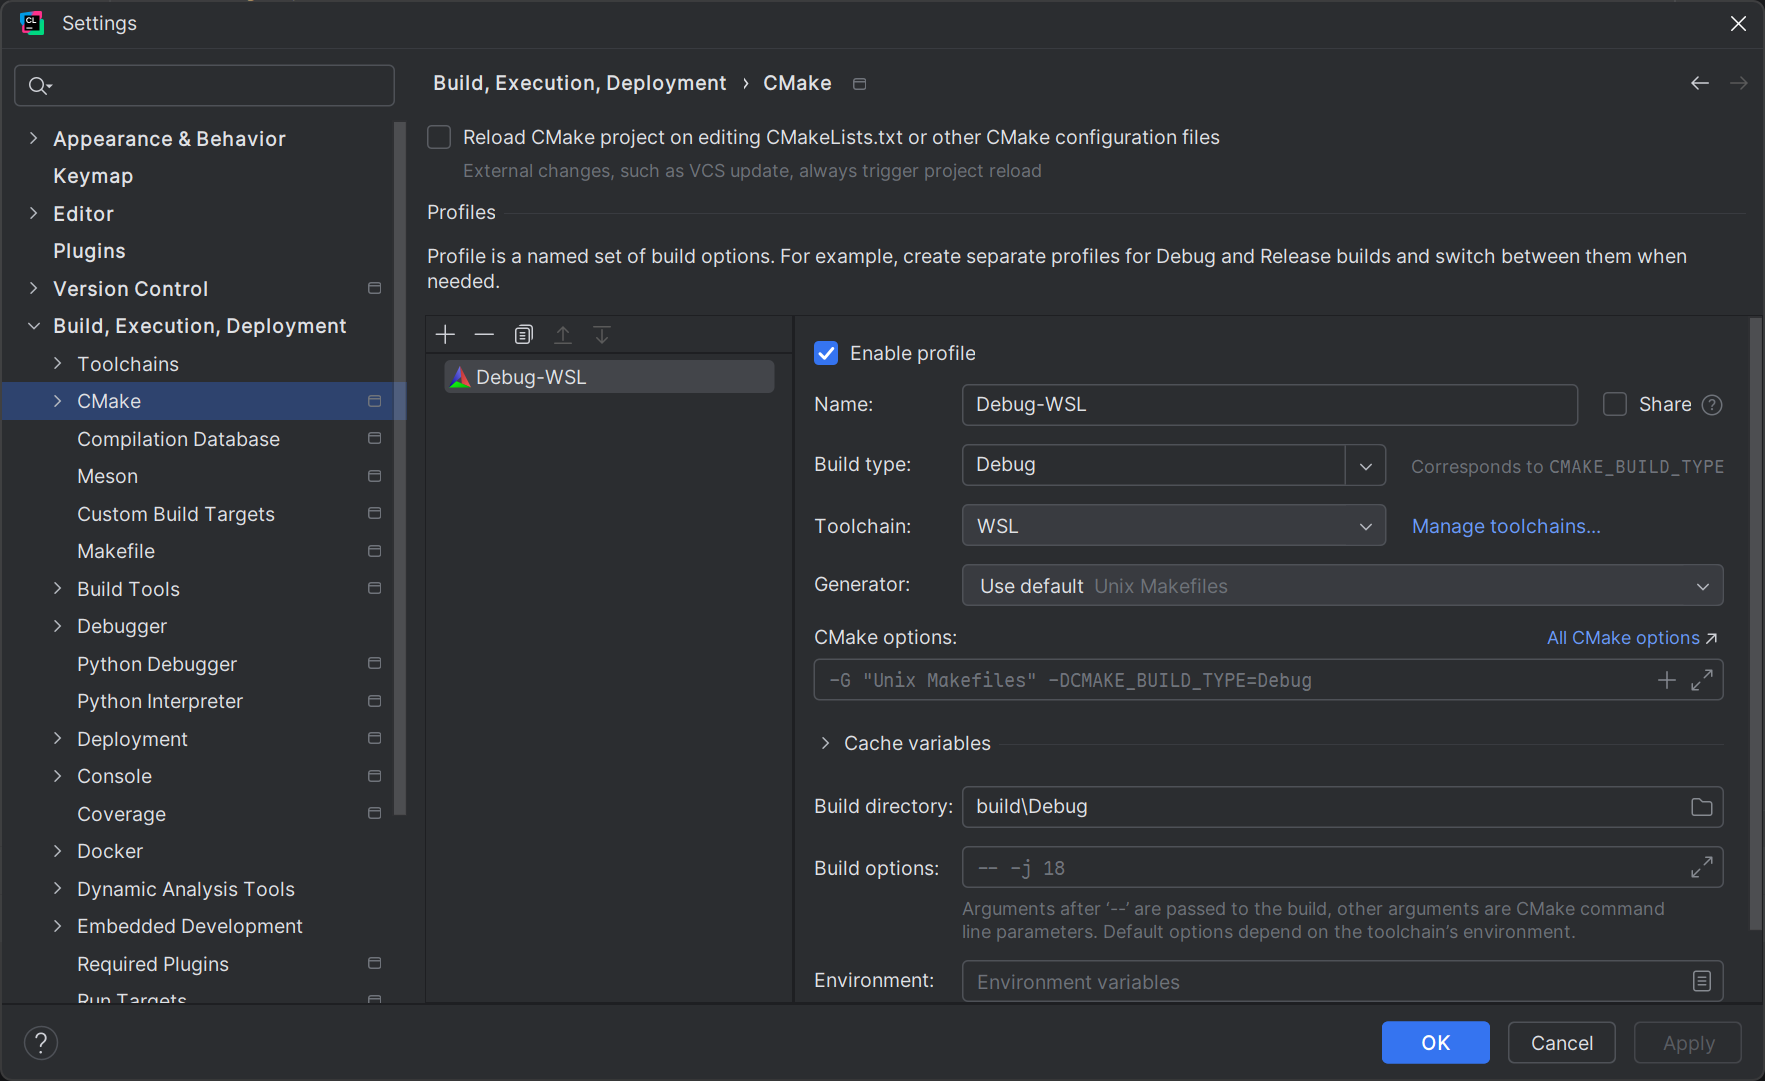 CL
Settings
Appearance & Behavior
Keymap
Editor
Plugins
Version Control
Build, Execution, Deployment
Toolchains
CMake
Compilation Database
Meson
Custom Build Targets
Makefile
Build Tools
Debugger
Python Debugger
Python Interpreter
Deployment
Console
Coverage
Docker
Dynamic Analysis Tools
Embedded Development
Required Plugins
Run Targets
Build, Execution, Deployment › CMake
Reload CMake project on editing CMakeLists.txt or other CMake configuration files
External changes, such as VCS update, always trigger project reload
Profiles
Profile is a named set of build options. For example, create separate profiles for Debug and Release builds and switch between them when
needed.
Debug-WSL
Enable profile
Name: Debug-WSL Share ?
Build type: Debug Corresponds to CMAKE_BUILD_TYPE
Toolchain: WSL Manage toolchains...
Generator: Use default Unix Makefiles
CMake options: All CMake options ↗
-G "Unix Makefiles" -DCMAKE_BUILD_TYPE=Debug
Cache variables
Build directory: build\Debug
Build options: -- -j 18
Arguments after ‘--’ are passed to the build, other arguments are CMake command
line parameters. Default options depend on the toolchain’s environment.
Environment: Environment variables
?
OK
Cancel
Apply